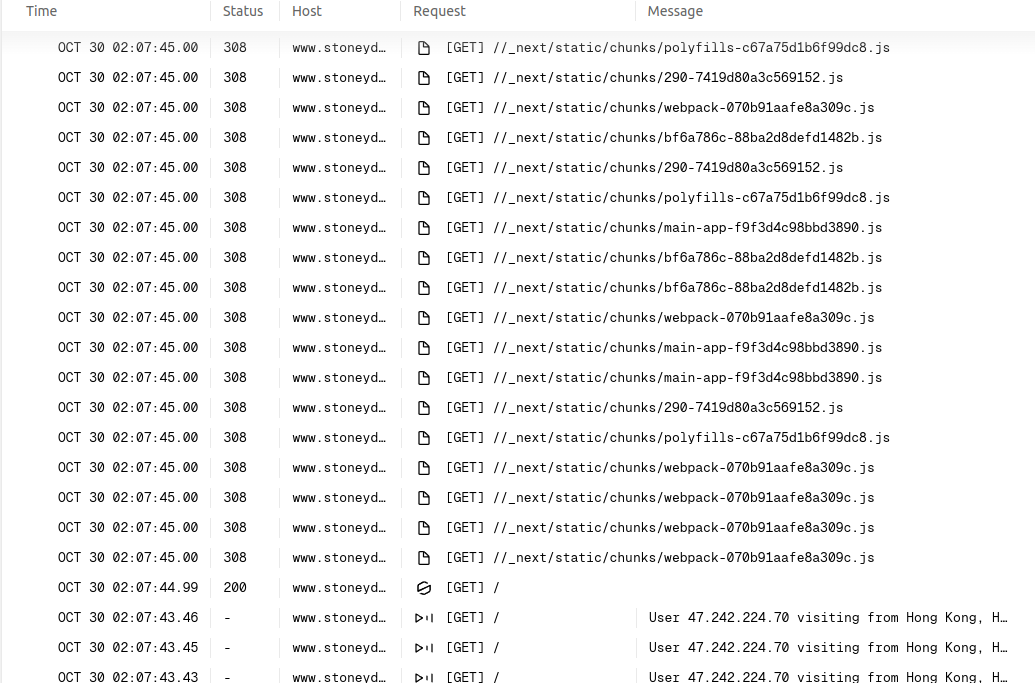 Time Status Host Request Message
OCT 30 02:07:45.00 308 www.stoneyd… [GET] //_next/static/chunks/polyfills-c67a75d1b6f99dc8.js
OCT 30 02:07:45.00 308 www.stoneyd… [GET] //_next/static/chunks/290-7419d80a3c569152.js
OCT 30 02:07:45.00 308 www.stoneyd… [GET] //_next/static/chunks/webpack-070b91aafe8a309c.js
OCT 30 02:07:45.00 308 www.stoneyd… [GET] //_next/static/chunks/bf6a786c-88ba2d8defd1482b.js
OCT 30 02:07:45.00 308 www.stoneyd… [GET] //_next/static/chunks/290-7419d80a3c569152.js
OCT 30 02:07:45.00 308 www.stoneyd… [GET] //_next/static/chunks/polyfills-c67a75d1b6f99dc8.js
OCT 30 02:07:45.00 308 www.stoneyd… [GET] //_next/static/chunks/main-app-f9f3d4c98bbd3890.js
OCT 30 02:07:45.00 308 www.stoneyd… [GET] //_next/static/chunks/bf6a786c-88ba2d8defd1482b.js
OCT 30 02:07:45.00 308 www.stoneyd… [GET] //_next/static/chunks/bf6a786c-88ba2d8defd1482b.js
OCT 30 02:07:45.00 308 www.stoneyd… [GET] //_next/static/chunks/webpack-070b91aafe8a309c.js
OCT 30 02:07:45.00 308 www.stoneyd… [GET] //_next/static/chunks/main-app-f9f3d4c98bbd3890.js
OCT 30 02:07:45.00 308 www.stoneyd… [GET] //_next/static/chunks/main-app-f9f3d4c98bbd3890.js
OCT 30 02:07:45.00 308 www.stoneyd… [GET] //_next/static/chunks/290-7419d80a3c569152.js
OCT 30 02:07:45.00 308 www.stoneyd… [GET] //_next/static/chunks/polyfills-c67a75d1b6f99dc8.js
OCT 30 02:07:45.00 308 www.stoneyd… [GET] //_next/static/chunks/webpack-070b91aafe8a309c.js
OCT 30 02:07:45.00 308 www.stoneyd… [GET] //_next/static/chunks/webpack-070b91aafe8a309c.js
OCT 30 02:07:45.00 308 www.stoneyd… [GET] //_next/static/chunks/webpack-070b91aafe8a309c.js
OCT 30 02:07:45.00 308 www.stoneyd… [GET] //_next/static/chunks/webpack-070b91aafe8a309c.js
OCT 30 02:07:44.99 200 www.stoneyd… [GET] /
OCT 30 02:07:43.46 - www.stoneyd… [GET] / User 47.242.224.70 visiting from Hong Kong, H…
OCT 30 02:07:43.45 - www.stoneyd… [GET] / User 47.242.224.70 visiting from Hong Kong, H…
OCT 30 02:07:43.43 - www.stoneyd… [GET] / User 47.242.224.70 visiting from Hong Kong, H…